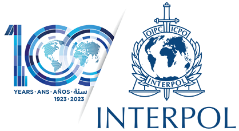 100
YEARS · ANS · AÑOS · سنة
1923 - 2023
OIPC ICPO
INTERPOL
INTERPOL